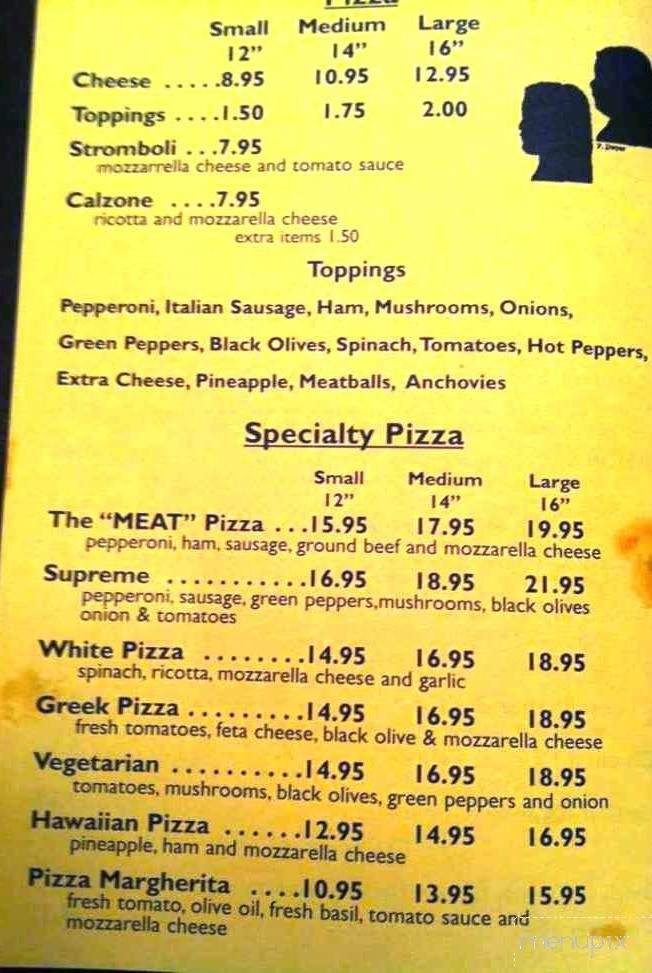 Pizza
Small Medium Large
12" 14" 16"
Cheese .....8.95 10.95 12.95
Toppings ....1.50 1.75 2.00
Stromboli ...7.95
mozzarrella cheese and tomato sauce
Calzone ....7.95
ricotta and mozzarella cheese
extra items 1.50
Toppings
Pepperoni, Italian Sausage, Ham, Mushrooms, Onions,
Green Peppers, Black Olives, Spinach, Tomatoes, Hot Peppers,
Extra Cheese, Pineapple, Meatballs, Anchovies
Specialty Pizza
Small Medium Large
12" 14" 16"
The "MEAT" Pizza ...15.95 17.95 19.95
pepperoni, ham, sausage, ground beef and mozzarella cheese
Supreme ...........16.95 18.95 21.95
pepperoni, sausage, green peppers,mushrooms, black olives
onion & tomatoes
White Pizza ........14.95 16.95 18.95
spinach, ricotta, mozzarella cheese and garlic
Greek Pizza .........14.95 16.95 18.95
fresh tomatoes, feta cheese, black olive & mozzarella cheese
Vegetarian ..........14.95 16.95 18.95
tomatoes, mushrooms, black olives, green peppers and onion
Hawaiian Pizza ......12.95 14.95 16.95
pineapple, ham and mozzarella cheese
Pizza Margherita ....10.95 13.95 15.95
fresh tomato, olive oil, fresh basil, tomato sauce and
mozzarella cheese
menupix